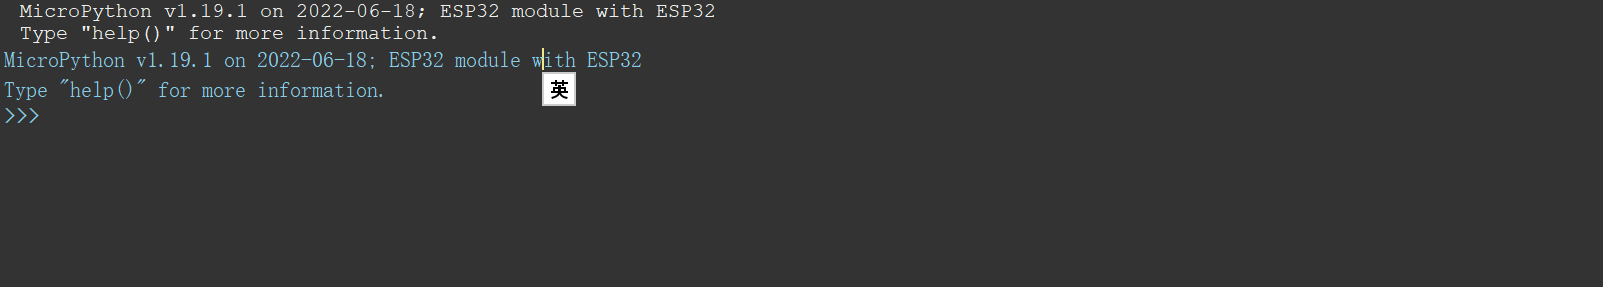 MicroPython v1.19.1 on 2022-06-18; ESP32 module with ESP32
Type "help()" for more information.
MicroPython v1.19.1 on 2022-06-18; ESP32 module with ESP32
Type "help()" for more information.
英
>>>